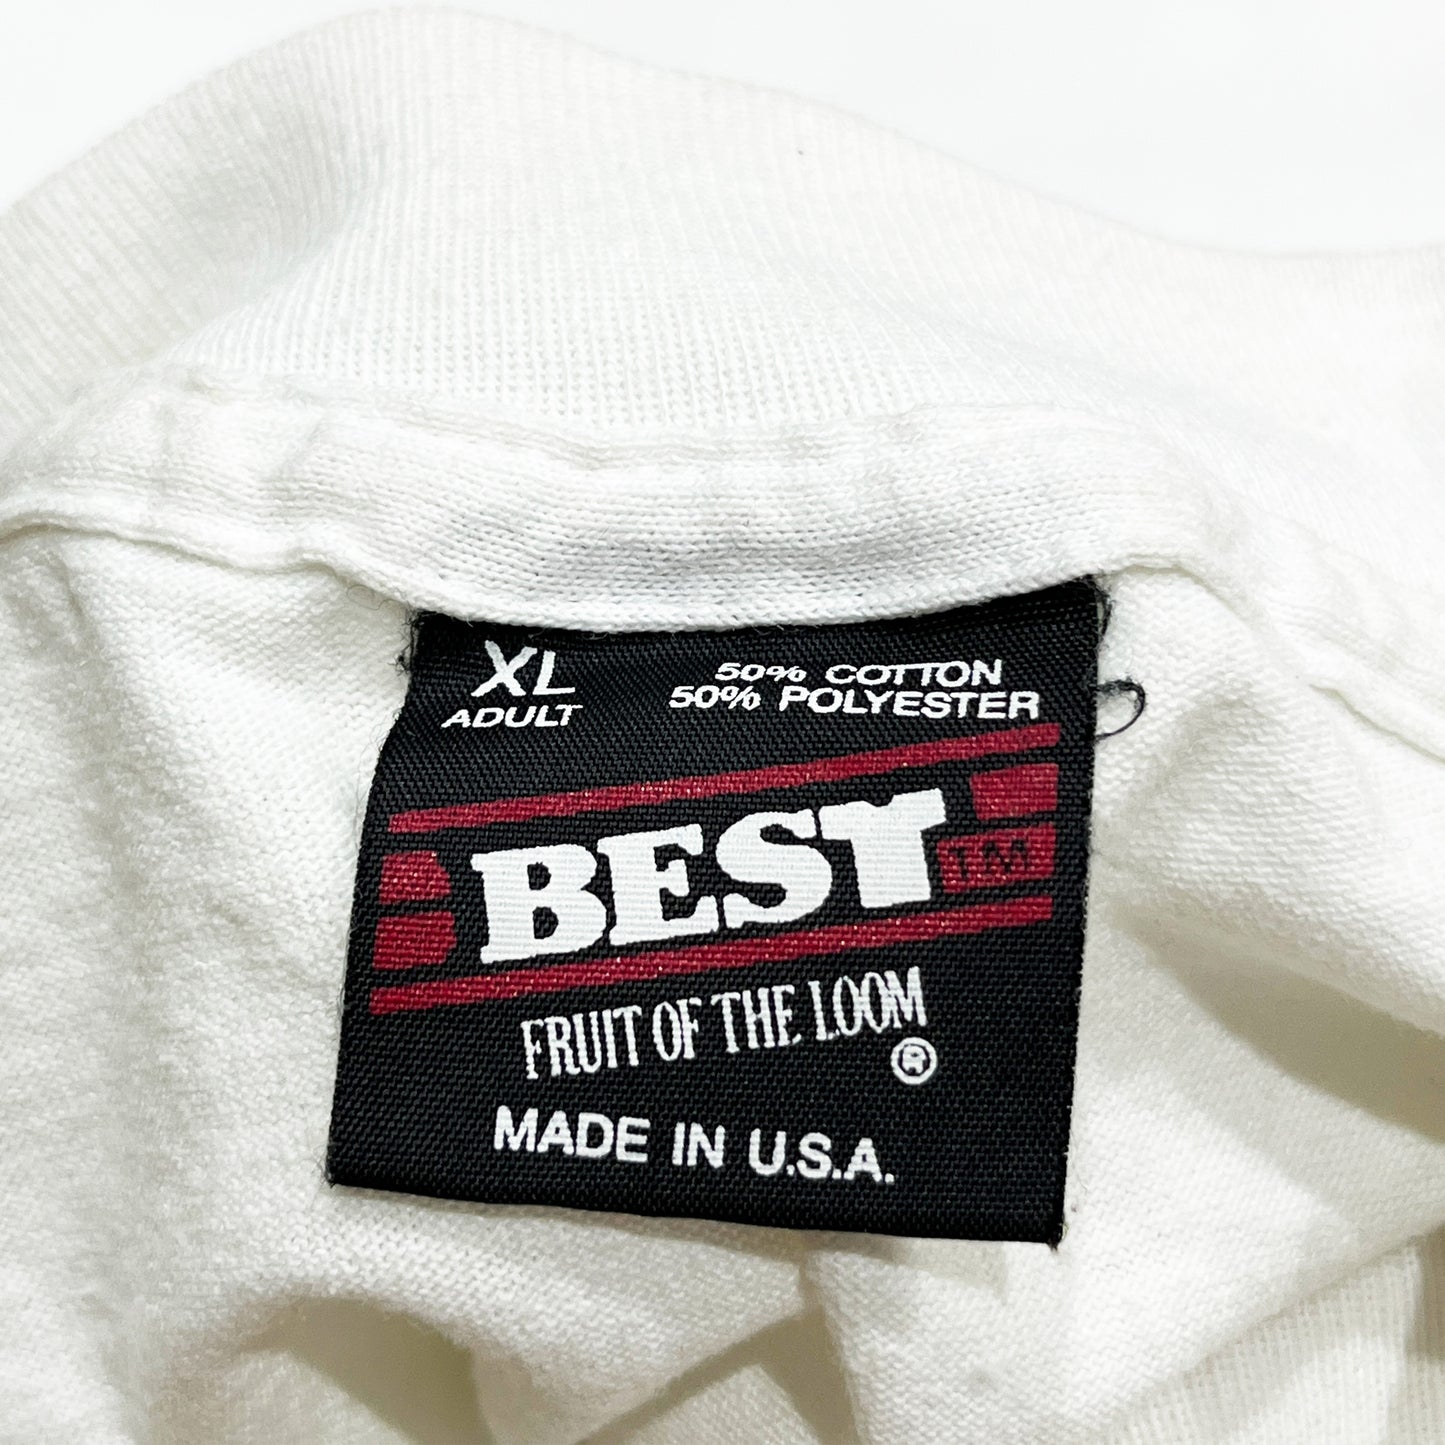 XL
ADULT
50% COTTON
50% POLYESTER
BEST TM
FRUIT OF THE LOOM
®
MADE IN U.S.A.